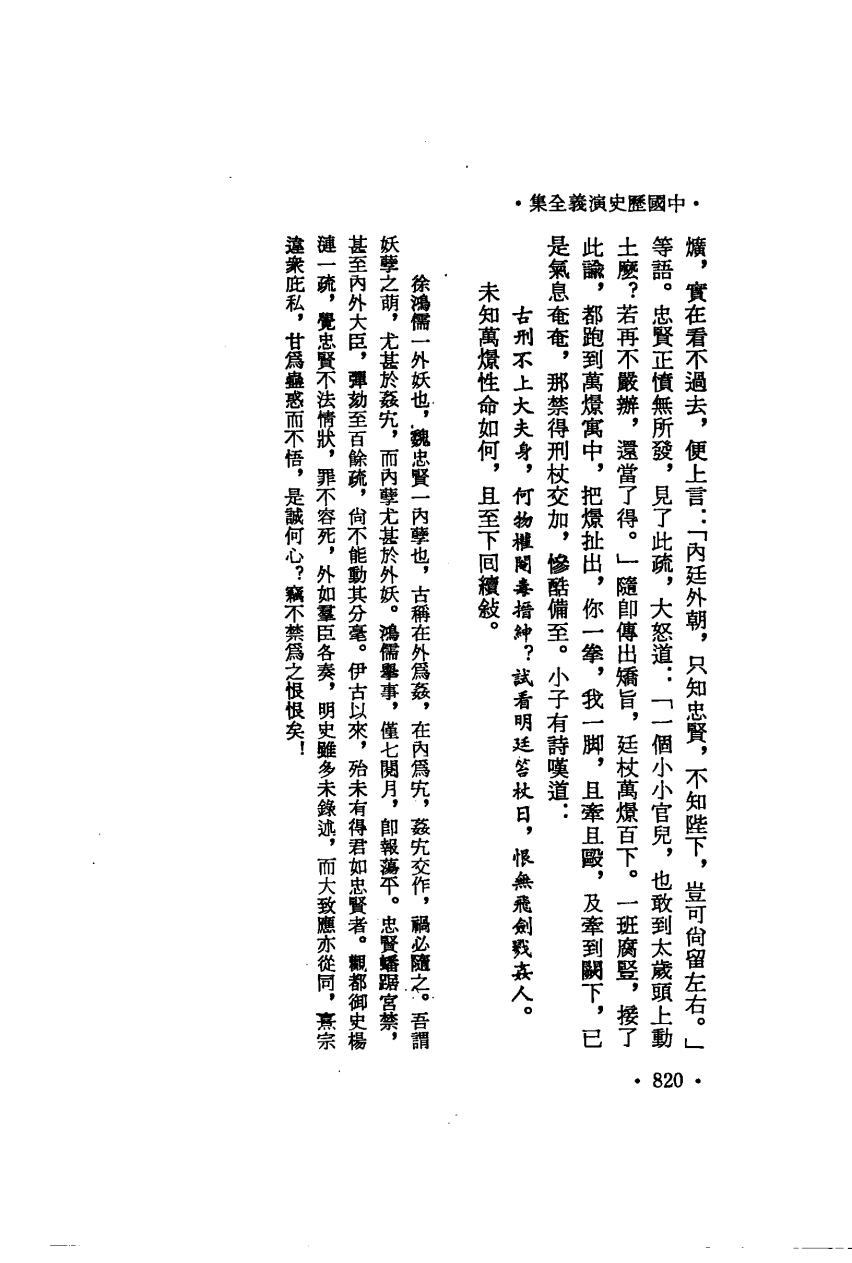 ・中國歷史演義全集・
爌，實在看不過去，便上言：「內廷外朝，只知忠賢，不知陛下，豈可尙留左右。」
等語。忠賢正憤無所發，見了此疏，大怒道：「一個小小官兒，也敢到太歲頭上動
土麼？若再不嚴辦，還當了得。」隨卽傳出矯旨，廷杖萬燝百下。一班腐豎，接了
此諭，都跑到萬燝寓中，把燝扯出，你一拳，我一脚，且牽且毆，及牽到闕下，已
是氣息奄奄，那禁得刑杖交加，慘酷備至。小子有詩嘆道：
古刑不上大夫身，何物權閹毒搢紳？試看明廷笞杖日，恨無飛劍戮姦人。
未知萬燝性命如何，且至下回續敍。
徐鴻儒一外妖也，魏忠賢一內孽也，古稱在外爲姦，在內爲宄，姦宄交作，禍必隨之。吾謂
妖孽之萌，尤甚於姦宄，而內孽尤甚於外妖。鴻儒舉事，僅七閱月，卽報蕩平。忠賢蟠踞宮禁，
甚至內外大臣，彈劾至百餘疏，尙不能動其分毫。伊古以來，殆未有得君如忠賢者。觀都御史楊
漣一疏，覺忠賢不法情狀，罪不容死，外如羣臣各奏，明史雖多未錄述，而大致應亦從同，熹宗
違衆庇私，甘爲蠱惑而不悟，是誠何心？竊不禁爲之恨恨矣！
・820・